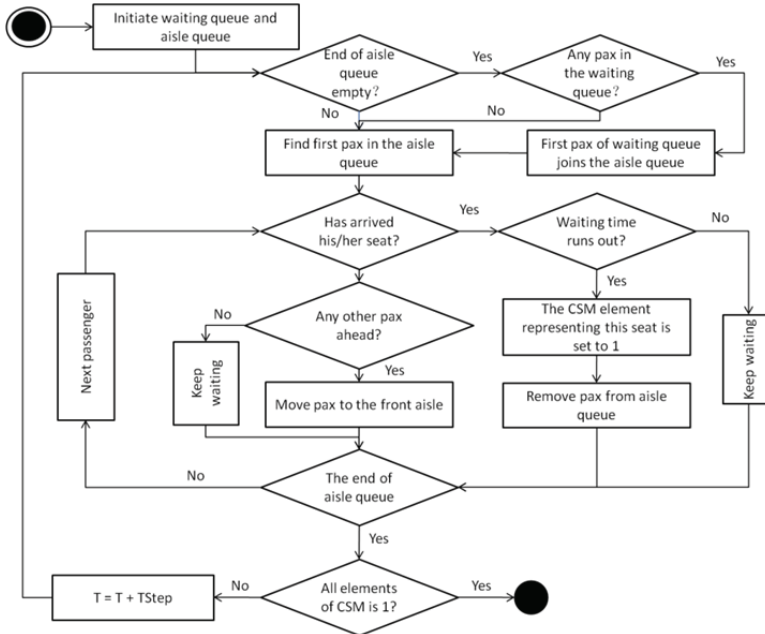 Initiate waiting queue and
aisle queue
End of aisle
queue
empty?
Yes
Any pax in
the waiting
queue?
Yes
No
No
Find first pax in the aisle
queue
First pax of waiting queue
joins the aisle queue
Has arrived
his/her seat?
Yes
Waiting time
runs out?
No
Next passenger
No
Any other pax
ahead?
Yes
The CSM element
representing this seat is
set to 1
Keep waiting
Keep
waiting
Yes
Move pax to the front aisle
Remove pax from aisle
queue
No
The end of
aisle queue
Yes
T = T + TStep
No
All elements
of CSM is 1?
Yes